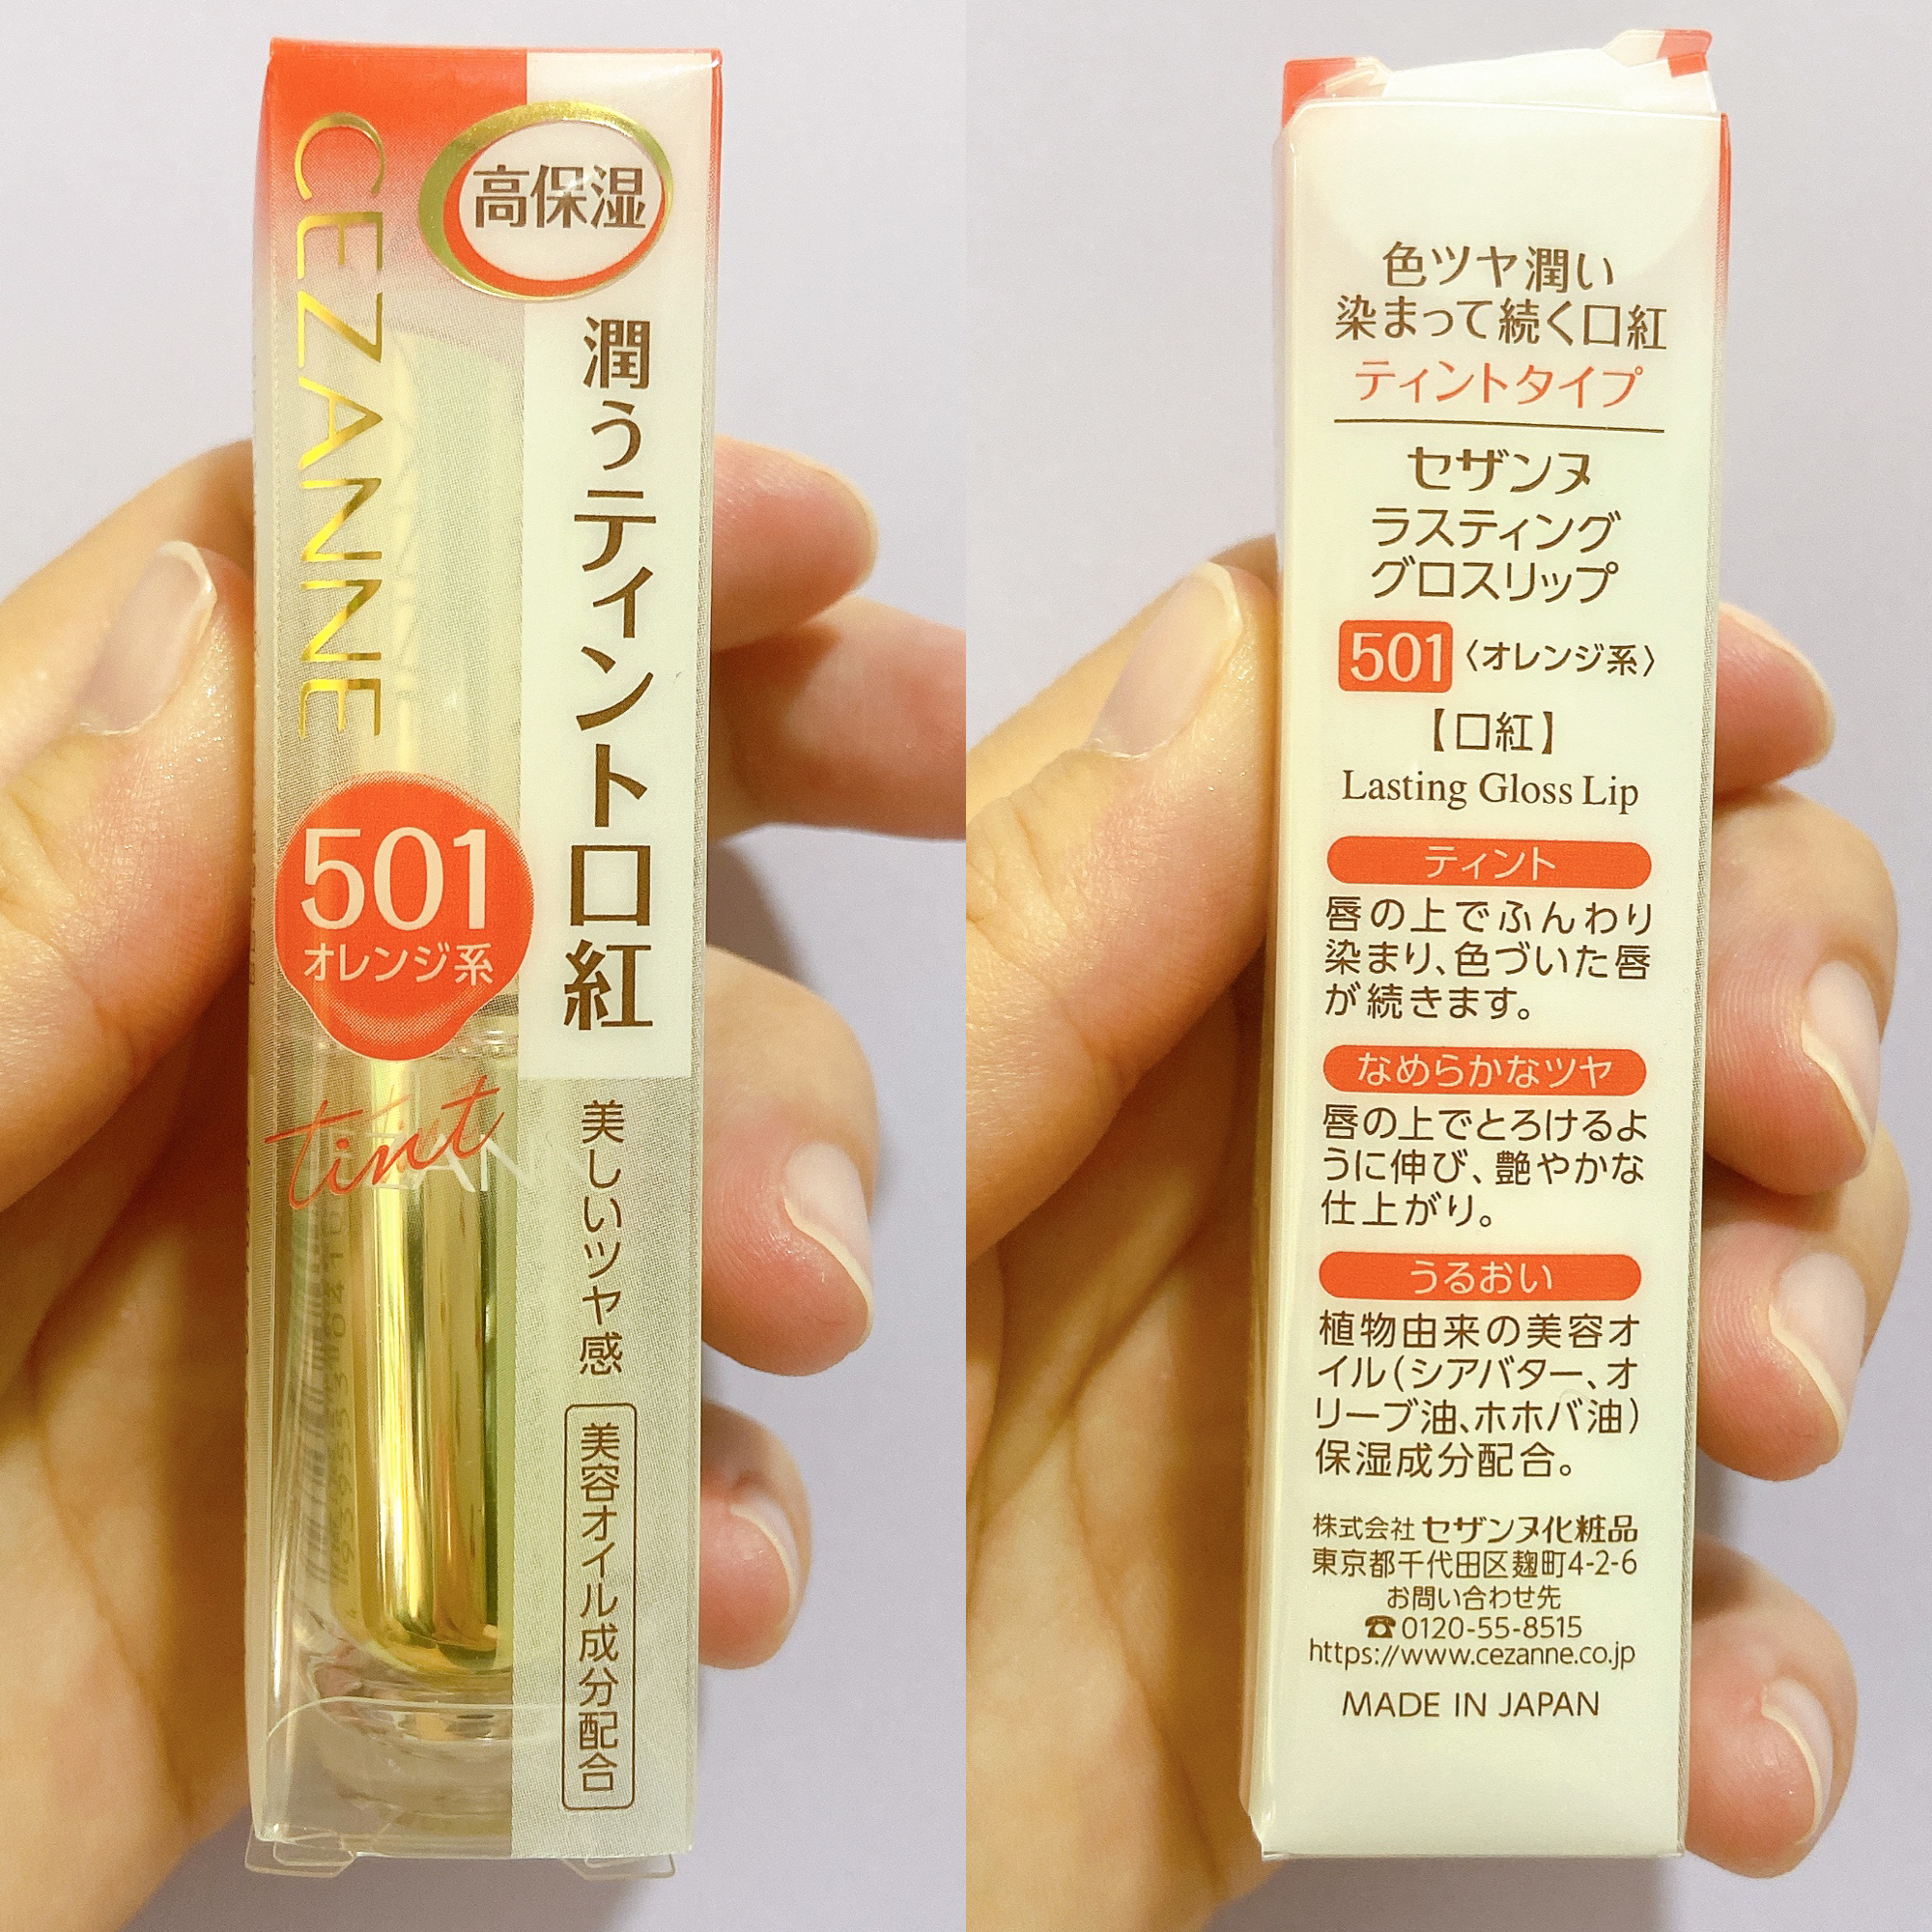 CEZANNE
高保湿
潤うティント口紅
501
オレンジ系
tint
美しいツヤ感
美容オイル成分配合
色ツヤ潤い
染まって続く口紅
ティントタイプ
セザンヌ
ラスティング
グロスリップ
501〈オレンジ系〉
【口紅】
Lasting Gloss Lip
ティント
唇の上でふんわり
染まり、色づいた唇
が続きます。
なめらかなツヤ
唇の上でとろけるよ
うに伸び、艶やかな
仕上がり。
うるおい
植物由来の美容オ
イル(シアバター、オ
リーブ油、ホホバ油)
保湿成分配合。
株式会社 セザンヌ化粧品
東京都千代田区麹町4-2-6
お問い合わせ先
☎0120-55-8515
https://www.cezanne.co.jp
MADE IN JAPAN